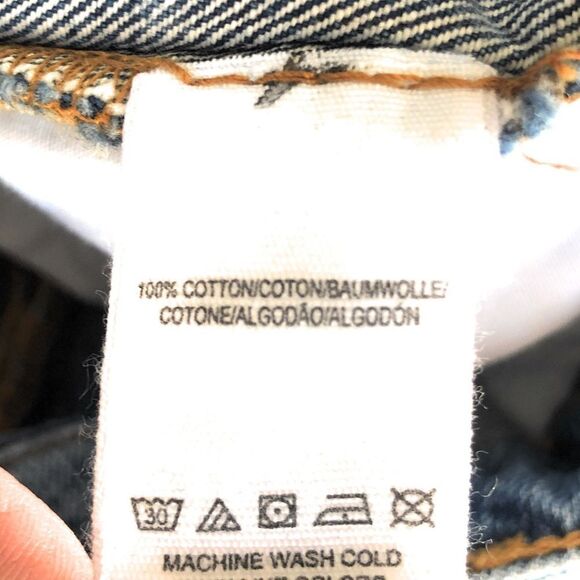 100% COTTON/COTON/BAUMWOLLE/
COTONE/ALGODÃO/ALGODÓN
30
MACHINE WASH COLD